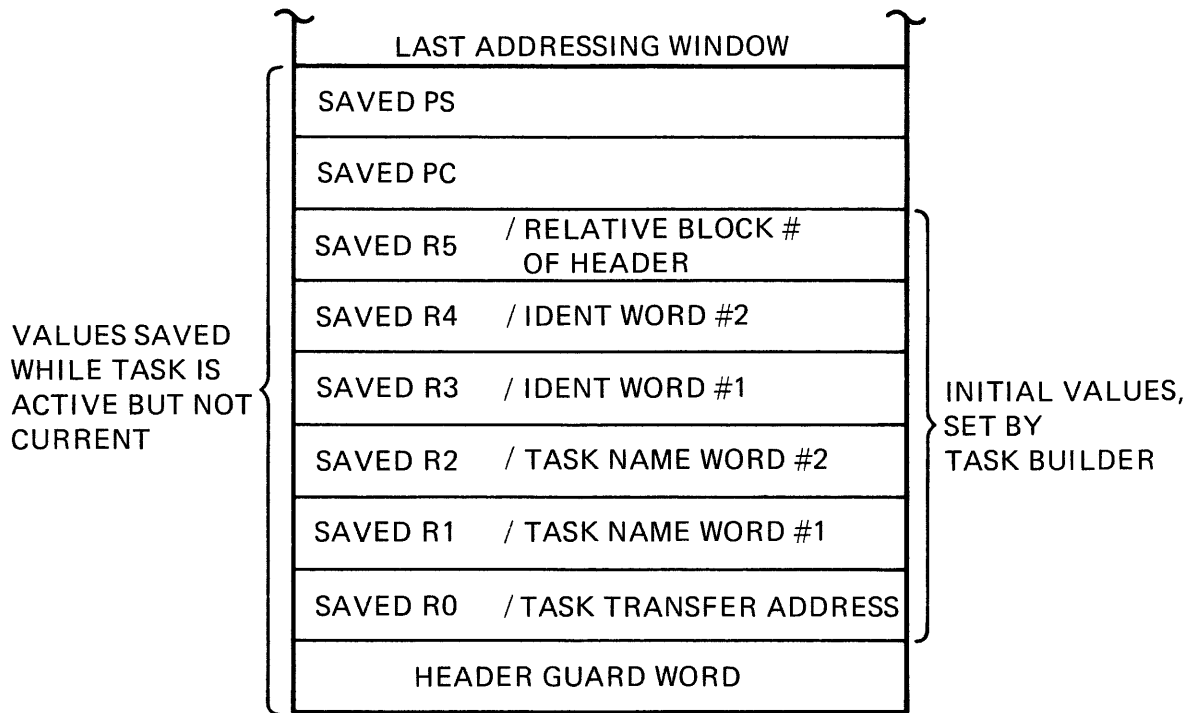 LAST ADDRESSING WINDOW
SAVED PS
SAVED PC
SAVED R5 / RELATIVE BLOCK #
OF HEADER
SAVED R4 / IDENT WORD #2
SAVED R3 / IDENT WORD #1
SAVED R2 / TASK NAME WORD #2
SAVED R1 / TASK NAME WORD #1
SAVED R0 / TASK TRANSFER ADDRESS
HEADER GUARD WORD
VALUES SAVED
WHILE TASK IS
ACTIVE BUT NOT
CURRENT
INITIAL VALUES,
SET BY
TASK BUILDER